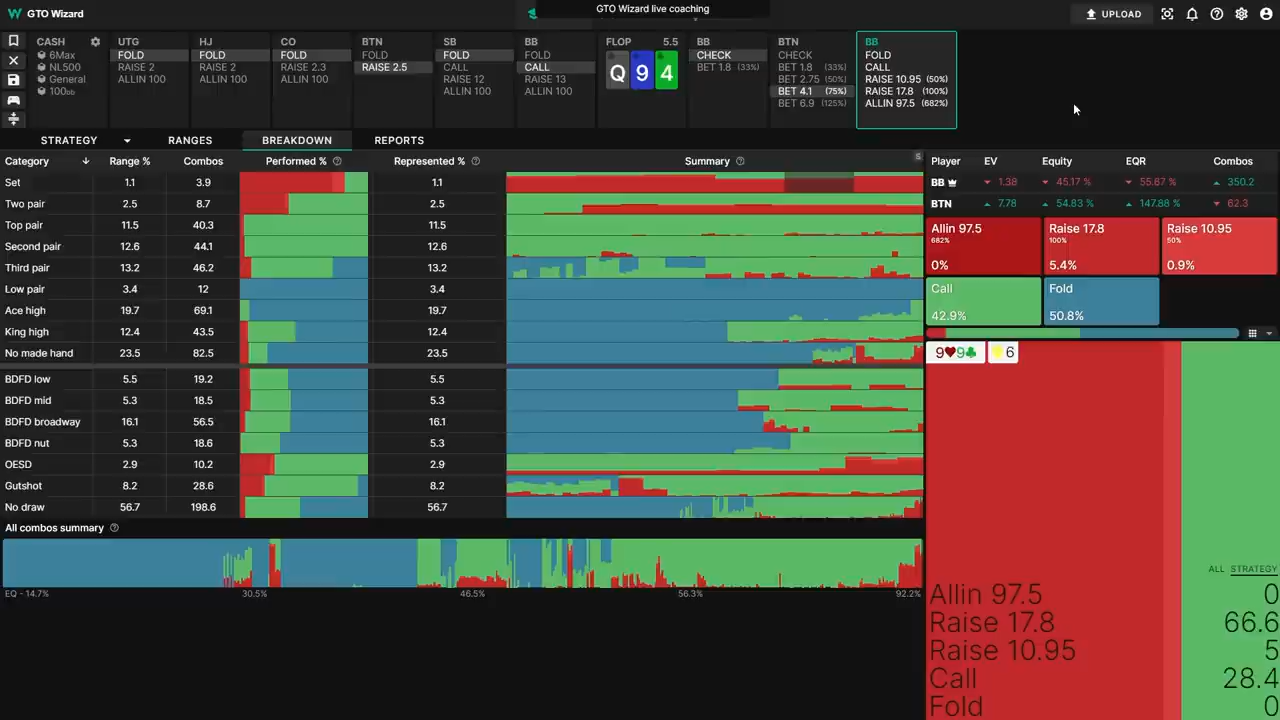 GTO Wizard
GTO Wizard live coaching
UPLOAD
CASH
6Max
NL500
General
100bb
UTG
FOLD
RAISE 2
ALLIN 100
HJ
FOLD
RAISE 2
ALLIN 100
CO
FOLD
RAISE 2.3
ALLIN 100
BTN
FOLD
RAISE 2.5
SB
FOLD
CALL
RAISE 12
ALLIN 100
BB
FOLD
CALL
RAISE 13
ALLIN 100
FLOP 5.5
Q 9 4
BB
CHECK
BET 1.8 (33%)
BTN
CHECK
BET 1.8 (33%)
BET 2.75 (50%)
BET 4.1 (75%)
BET 6.9 (125%)
BB
FOLD
CALL
RAISE 10.95 (50%)
RAISE 17.8 (100%)
ALLIN 97.5 (682%)
STRATEGY RANGES BREAKDOWN REPORTS
Category Range % Combos Performed % Represented % Summary
S
Set 1.1 3.9 1.1
Two pair 2.5 8.7 2.5
Top pair 11.5 40.3 11.5
Second pair 12.6 44.1 12.6
Third pair 13.2 46.2 13.2
Low pair 3.4 12 3.4
Ace high 19.7 69.1 19.7
King high 12.4 43.5 12.4
No made hand 23.5 82.5 23.5
BDFD low 5.5 19.2 5.5
BDFD mid 5.3 18.5 5.3
BDFD broadway 16.1 56.5 16.1
BDFD nut 5.3 18.6 5.3
OESD 2.9 10.2 2.9
Gutshot 8.2 28.6 8.2
No draw 56.7 198.6 56.7
All combos summary
EQ - 14.7% 30.5% 46.5% 56.3% 92.2%
Player EV Equity EQR Combos
BB 1.38 45.17 % 55.87 % 350.2
BTN 7.78 54.83 % 147.88 % 62.3
Allin 97.5
682%
0%
Raise 17.8
100%
5.4%
Raise 10.95
50%
0.9%
Call
42.9%
Fold
50.8%
9♥9♣ 6
ALL STRATEGY
Allin 97.5 0
Raise 17.8 66.6
Raise 10.95 5
Call 28.4
Fold 0